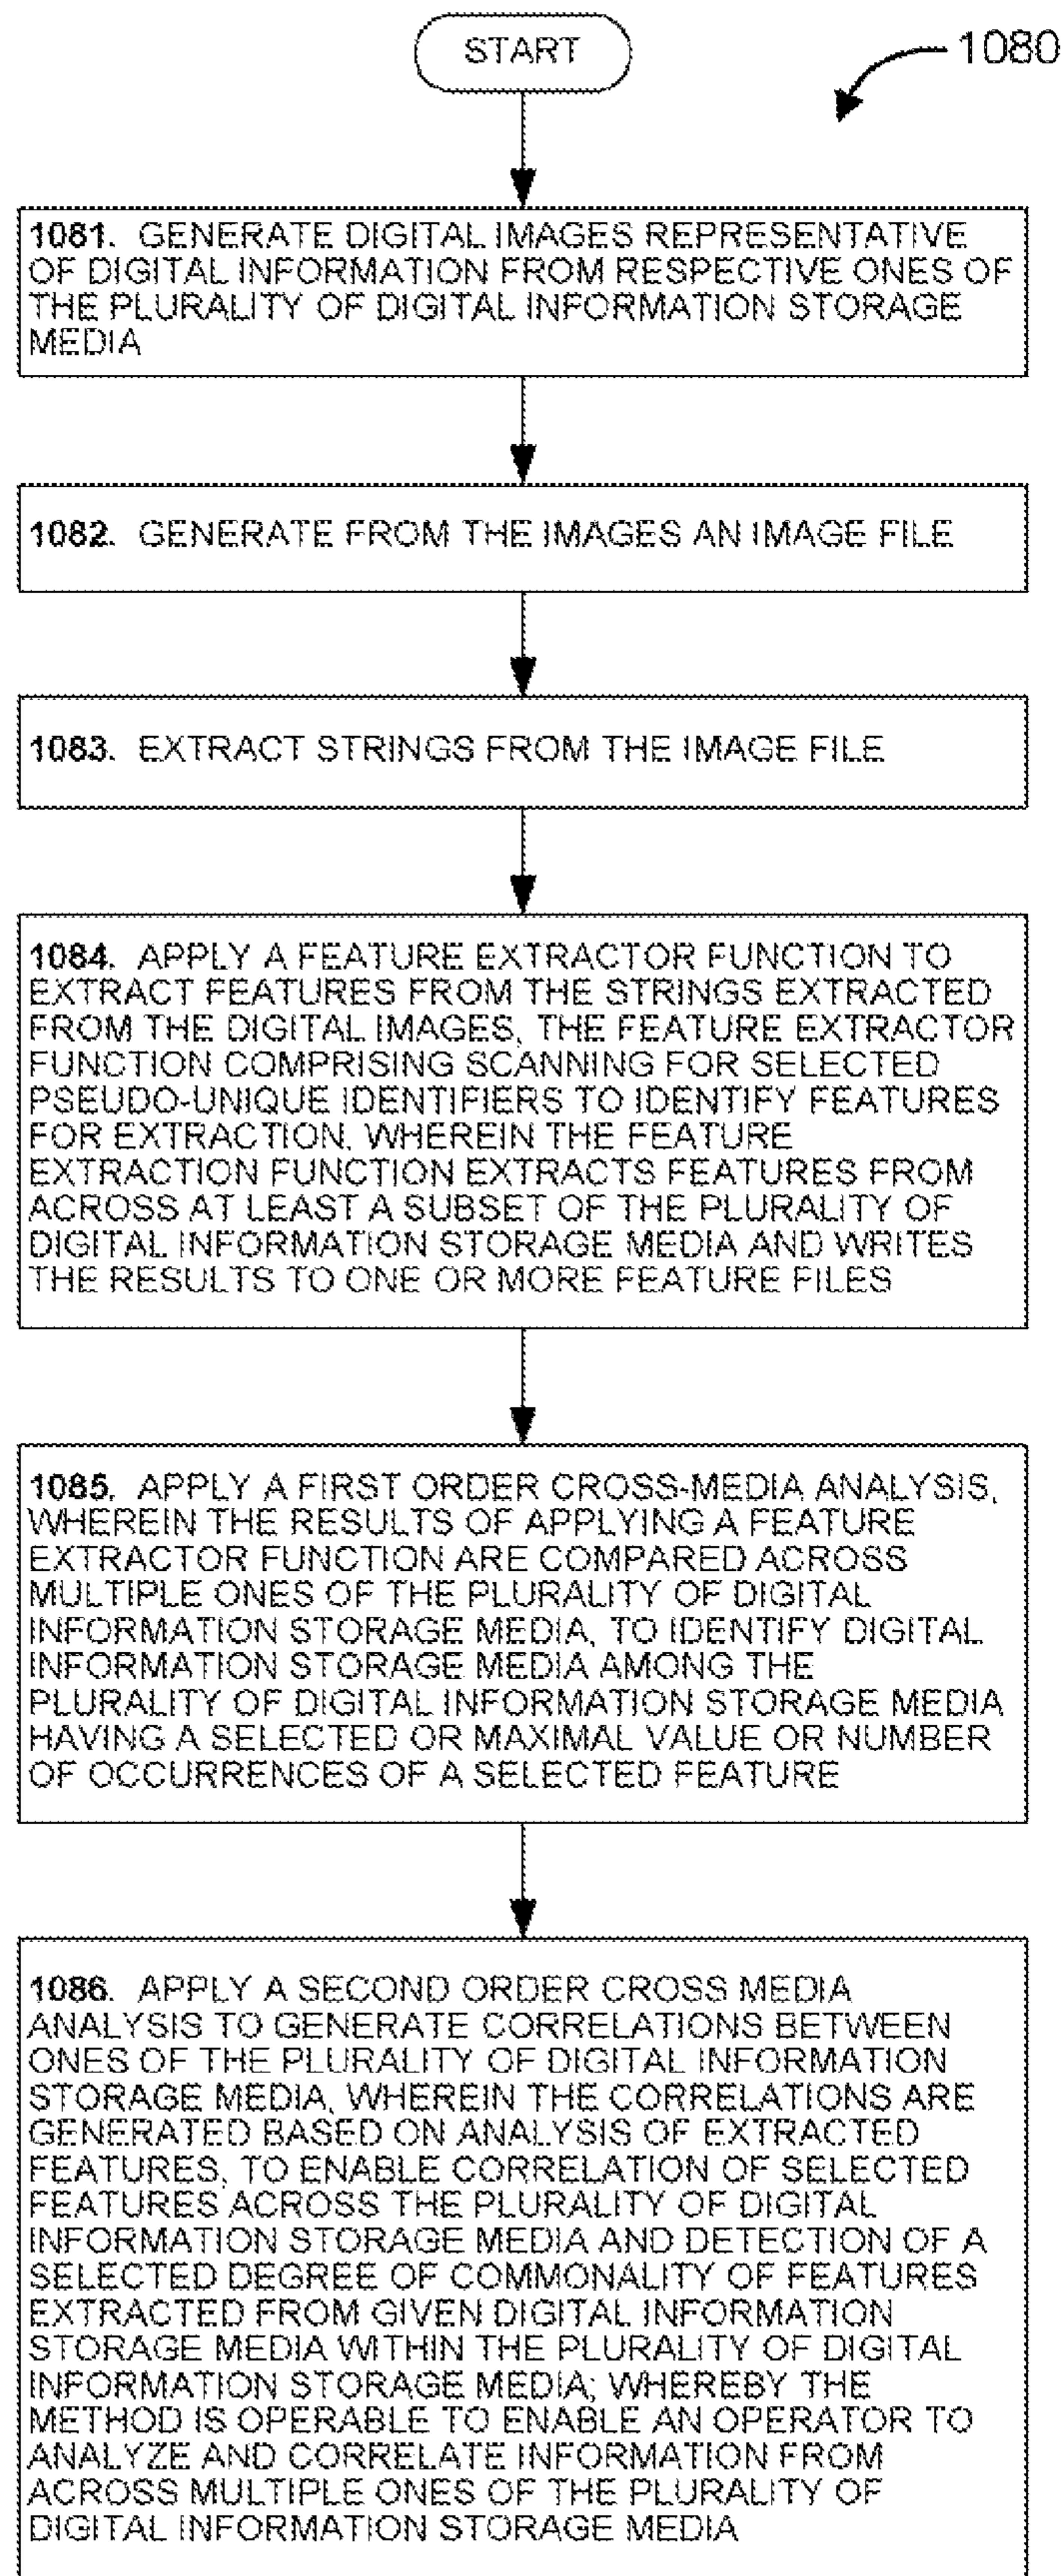 START
1080
1081. GENERATE DIGITAL IMAGES REPRESENTATIVE
OF DIGITAL INFORMATION FROM RESPECTIVE ONES OF
THE PLURALITY OF DIGITAL INFORMATION STORAGE
MEDIA
1082. GENERATE FROM THE IMAGES AN IMAGE FILE
1083. EXTRACT STRINGS FROM THE IMAGE FILE
1084. APPLY A FEATURE EXTRACTOR FUNCTION TO
EXTRACT FEATURES FROM THE STRINGS EXTRACTED
FROM THE DIGITAL IMAGES, THE FEATURE EXTRACTOR
FUNCTION COMPRISING SCANNING FOR SELECTED
PSEUDO-UNIQUE IDENTIFIERS TO IDENTIFY FEATURES
FOR EXTRACTION, WHEREIN THE FEATURE
EXTRACTION FUNCTION EXTRACTS FEATURES FROM
ACROSS AT LEAST A SUBSET OF THE PLURALITY OF
DIGITAL INFORMATION STORAGE MEDIA AND WRITES
THE RESULTS TO ONE OR MORE FEATURE FILES
1085. APPLY A FIRST ORDER CROSS-MEDIA ANALYSIS,
WHEREIN THE RESULTS OF APPLYING A FEATURE
EXTRACTOR FUNCTION ARE COMPARED ACROSS
MULTIPLE ONES OF THE PLURALITY OF DIGITAL
INFORMATION STORAGE MEDIA, TO IDENTIFY DIGITAL
INFORMATION STORAGE MEDIA AMONG THE
PLURALITY OF DIGITAL INFORMATION STORAGE MEDIA
HAVING A SELECTED OR MAXIMAL VALUE OR NUMBER
OF OCCURRENCES OF A SELECTED FEATURE
1086. APPLY A SECOND ORDER CROSS MEDIA
ANALYSIS TO GENERATE CORRELATIONS BETWEEN
ONES OF THE PLURALITY OF DIGITAL INFORMATION
STORAGE MEDIA, WHEREIN THE CORRELATIONS ARE
GENERATED BASED ON ANALYSIS OF EXTRACTED
FEATURES, TO ENABLE CORRELATION OF SELECTED
FEATURES ACROSS THE PLURALITY OF DIGITAL
INFORMATION STORAGE MEDIA AND DETECTION OF A
SELECTED DEGREE OF COMMONALITY OF FEATURES
EXTRACTED FROM GIVEN DIGITAL INFORMATION
STORAGE MEDIA WITHIN THE PLURALITY OF DIGITAL
INFORMATION STORAGE MEDIA; WHEREBY THE
METHOD IS OPERABLE TO ENABLE AN OPERATOR TO
ANALYZE AND CORRELATE INFORMATION FROM
ACROSS MULTIPLE ONES OF THE PLURALITY OF
DIGITAL INFORMATION STORAGE MEDIA